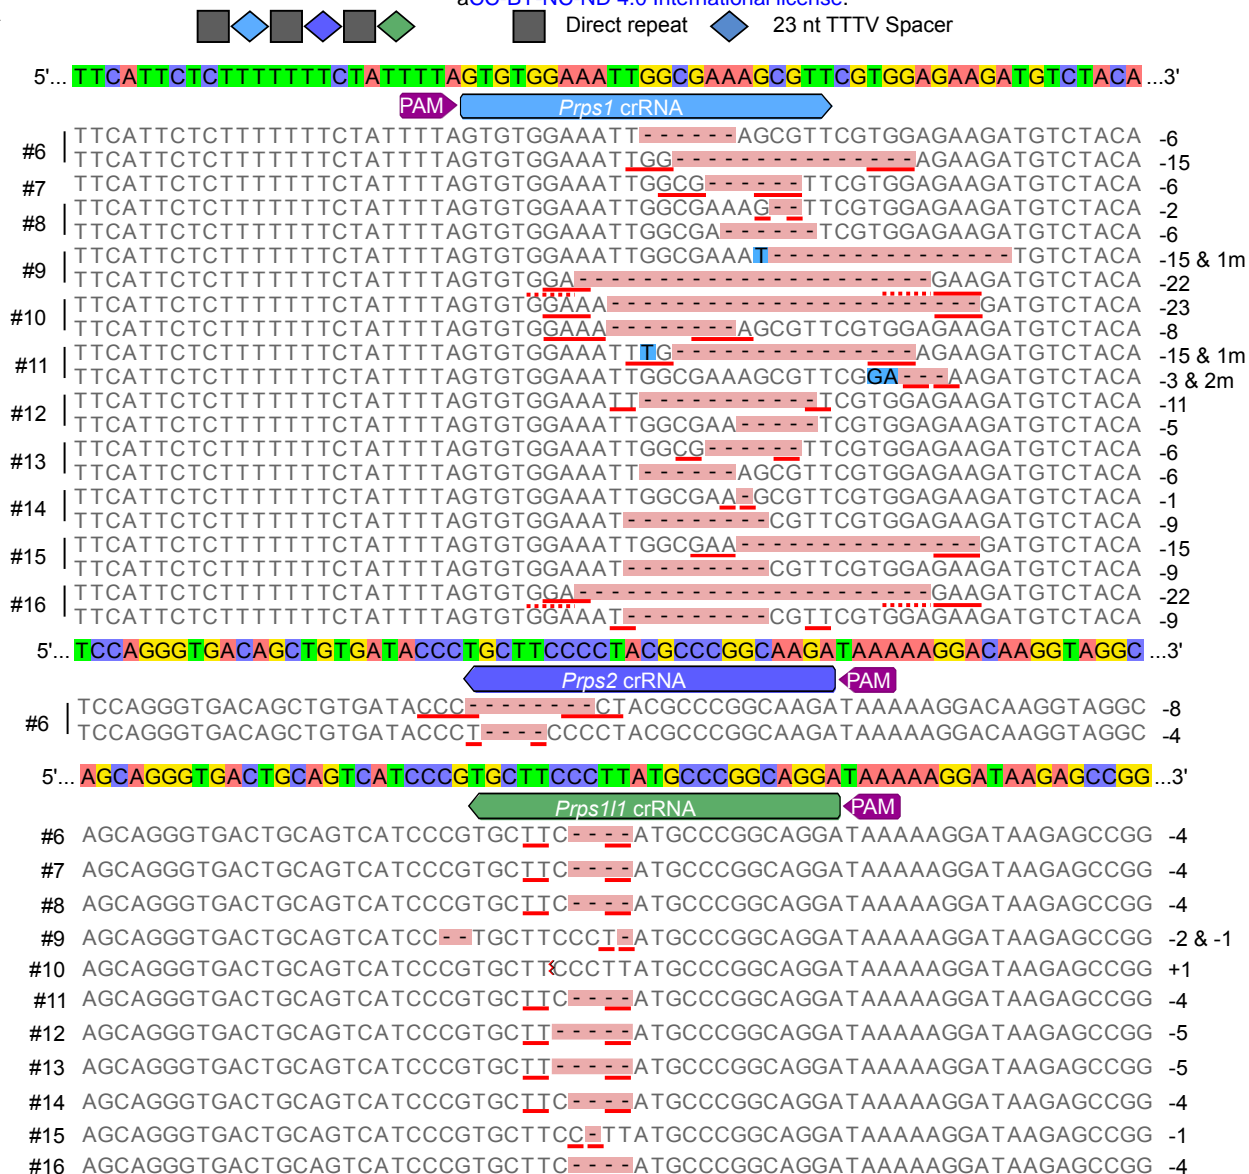 aCC-BY-NC-ND 4.0 International license.
Direct repeat 23 nt TTTV Spacer
5'... TTCATTCTCTTTTTTTCTATTTTAGTGTGGAAATTGGCGAAAGCGTTCGTGGAGAAGATGTCTACA ...3'
PAM Prps1 crRNA
#6 TTCATTCTCTTTTTTTCTATTTTAGTGTGGAAATT------AGCGTTCGTGGAGAAGATGTCTACA -6
TTCATTCTCTTTTTTTCTATTTTAGTGTGGAAATTGG---------------AGAAGATGTCTACA -15
#7 TTCATTCTCTTTTTTTCTATTTTAGTGTGGAAATTGGCG------TTCGTGGAGAAGATGTCTACA -6
#8 TTCATTCTCTTTTTTTCTATTTTAGTGTGGAAATTGGCGAAAG--TTCGTGGAGAAGATGTCTACA -2
TTCATTCTCTTTTTTTCTATTTTAGTGTGGAAATTGGCGA------TCGTGGAGAAGATGTCTACA -6
#9 TTCATTCTCTTTTTTTCTATTTTAGTGTGGAAATTGGCGAAAT---------------TGTCTACA -15 & 1m
TTCATTCTCTTTTTTTCTATTTTAGTGTGGA----------------------GAAGATGTCTACA -22
#10 TTCATTCTCTTTTTTTCTATTTTAGTGTGGAAA-----------------------GATGTCTACA -23
TTCATTCTCTTTTTTTCTATTTTAGTGTGGAAA--------AGCGTTCGTGGAGAAGATGTCTACA -8
#11 TTCATTCTCTTTTTTTCTATTTTAGTGTGGAAATTTG---------------AGAAGATGTCTACA -15 & 1m
TTCATTCTCTTTTTTTCTATTTTAGTGTGGAAATTGGCGAAAGCGTTCGGA---AAGATGTCTACA -3 & 2m
#12 TTCATTCTCTTTTTTTCTATTTTAGTGTGGAAATT-----------TCGTGGAGAAGATGTCTACA -11
TTCATTCTCTTTTTTTCTATTTTAGTGTGGAAATTGGCGAA-----TCGTGGAGAAGATGTCTACA -5
#13 TTCATTCTCTTTTTTTCTATTTTAGTGTGGAAATTGGCG------TTCGTGGAGAAGATGTCTACA -6
TTCATTCTCTTTTTTTCTATTTTAGTGTGGAAATT------AGCGTTCGTGGAGAAGATGTCTACA -6
#14 TTCATTCTCTTTTTTTCTATTTTAGTGTGGAAATTGGCGAA-GCGTTCGTGGAGAAGATGTCTACA -1
TTCATTCTCTTTTTTTCTATTTTAGTGTGGAAAT---------CGTTCGTGGAGAAGATGTCTACA -9
#15 TTCATTCTCTTTTTTTCTATTTTAGTGTGGAAATTGGCGAA---------------GATGTCTACA -15
TTCATTCTCTTTTTTTCTATTTTAGTGTGGAAAT---------CGTTCGTGGAGAAGATGTCTACA -9
#16 TTCATTCTCTTTTTTTCTATTTTAGTGTGGA----------------------GAAGATGTCTACA -22
TTCATTCTCTTTTTTTCTATTTTAGTGTGGAAAT---------CGTTCGTGGAGAAGATGTCTACA -9
5'... TCCAGGGTGACAGCTGTGATACCCTGCTTCCCCTACGCCCGGCAAGATAAAAAGGACAAGGTAGGC ...3'
Prps2 crRNA PAM
#6 TCCAGGGTGACAGCTGTGATACCC--------CTACGCCCGGCAAGATAAAAAGGACAAGGTAGGC -8
TCCAGGGTGACAGCTGTGATACCCT----CCCCTACGCCCGGCAAGATAAAAAGGACAAGGTAGGC -4
5'... AGCAGGGTGACTGCAGTCATCCCGTGCTTCCCTTATGCCCGGCAGGATAAAAAGGATAAGAGCCGG ...3'
Prps1l1 crRNA PAM
#6 AGCAGGGTGACTGCAGTCATCCCGTGCTTC----ATGCCCGGCAGGATAAAAAGGATAAGAGCCGG -4
#7 AGCAGGGTGACTGCAGTCATCCCGTGCTTC----ATGCCCGGCAGGATAAAAAGGATAAGAGCCGG -4
#8 AGCAGGGTGACTGCAGTCATCCCGTGCTTC----ATGCCCGGCAGGATAAAAAGGATAAGAGCCGG -4
#9 AGCAGGGTGACTGCAGTCATCC--TGCTTCCCT-ATGCCCGGCAGGATAAAAAGGATAAGAGCCGG -2 & -1
#10 AGCAGGGTGACTGCAGTCATCCCGTGCTTCCCTTATGCCCGGCAGGATAAAAAGGATAAGAGCCGG +1
#11 AGCAGGGTGACTGCAGTCATCCCGTGCTTC----ATGCCCGGCAGGATAAAAAGGATAAGAGCCGG -4
#12 AGCAGGGTGACTGCAGTCATCCCGTGCTT-----ATGCCCGGCAGGATAAAAAGGATAAGAGCCGG -5
#13 AGCAGGGTGACTGCAGTCATCCCGTGCTT-----ATGCCCGGCAGGATAAAAAGGATAAGAGCCGG -5
#14 AGCAGGGTGACTGCAGTCATCCCGTGCTTC----ATGCCCGGCAGGATAAAAAGGATAAGAGCCGG -4
#15 AGCAGGGTGACTGCAGTCATCCCGTGCTTCC-TTATGCCCGGCAGGATAAAAAGGATAAGAGCCGG -1
#16 AGCAGGGTGACTGCAGTCATCCCGTGCTTC----ATGCCCGGCAGGATAAAAAGGATAAGAGCCGG -4